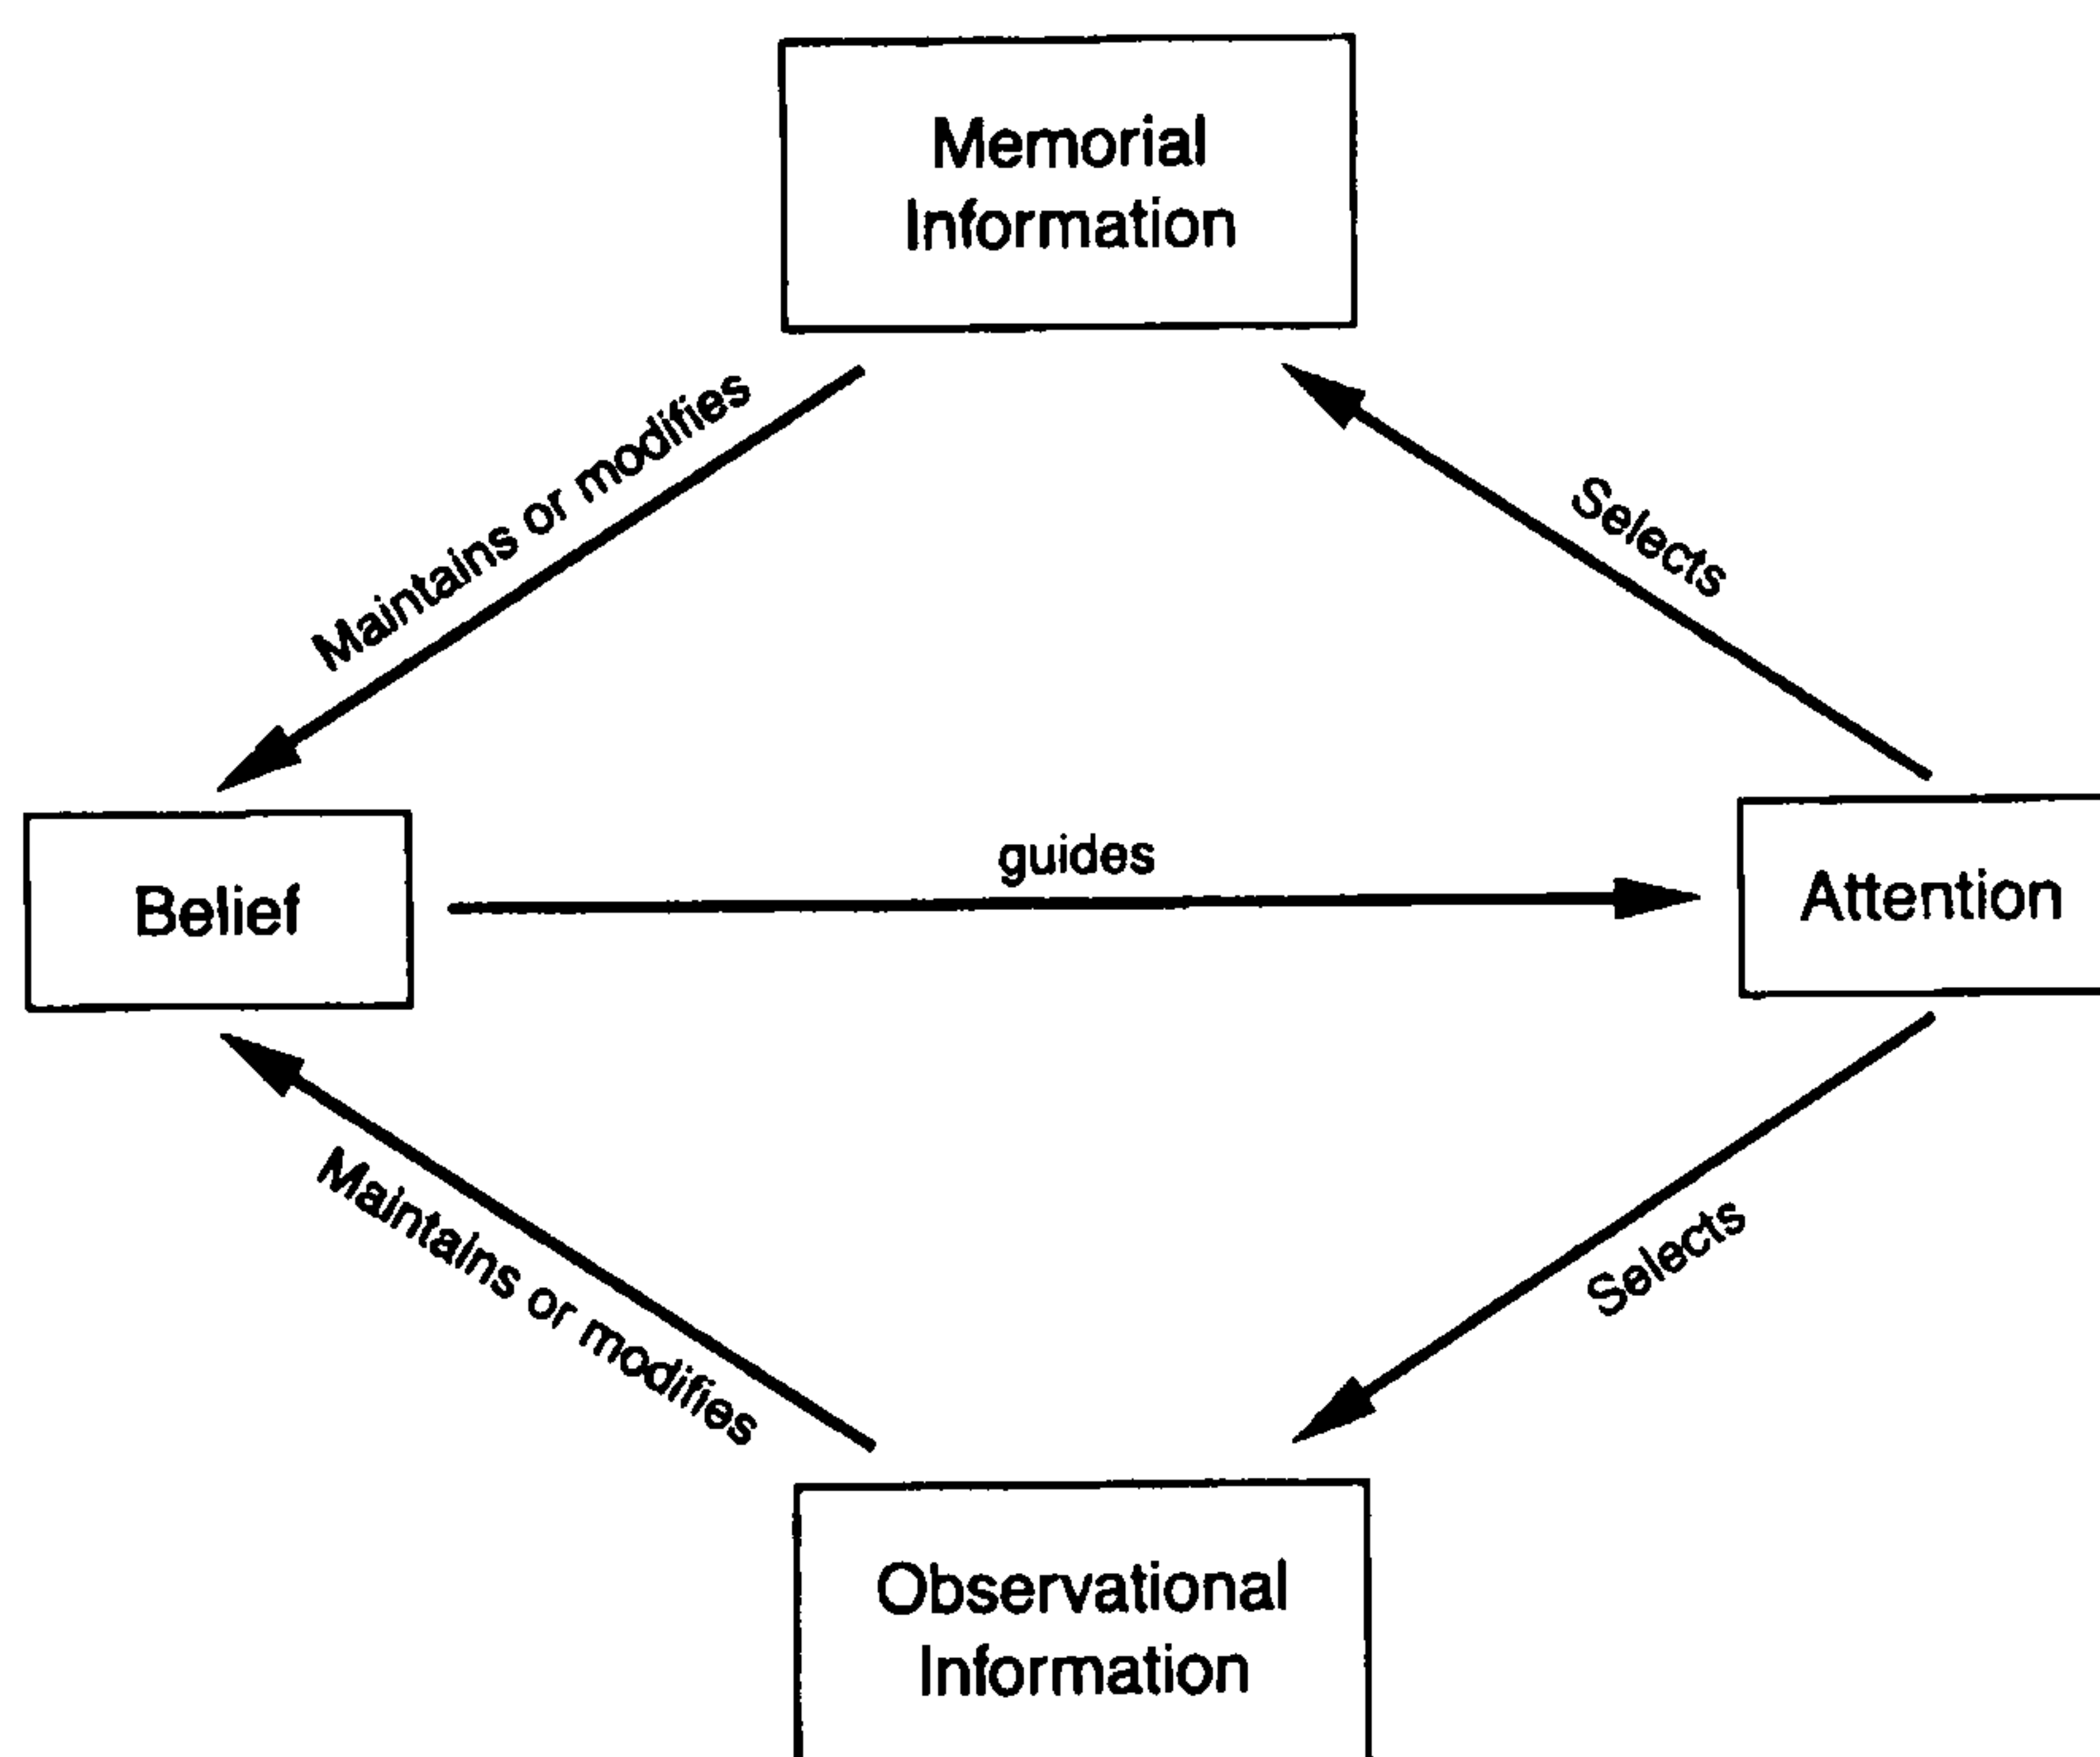 Memorial
Information
Maintains or modifies
Selects
guides
Belief
Attention
Maintains or modifies
Selects
Observational
Information